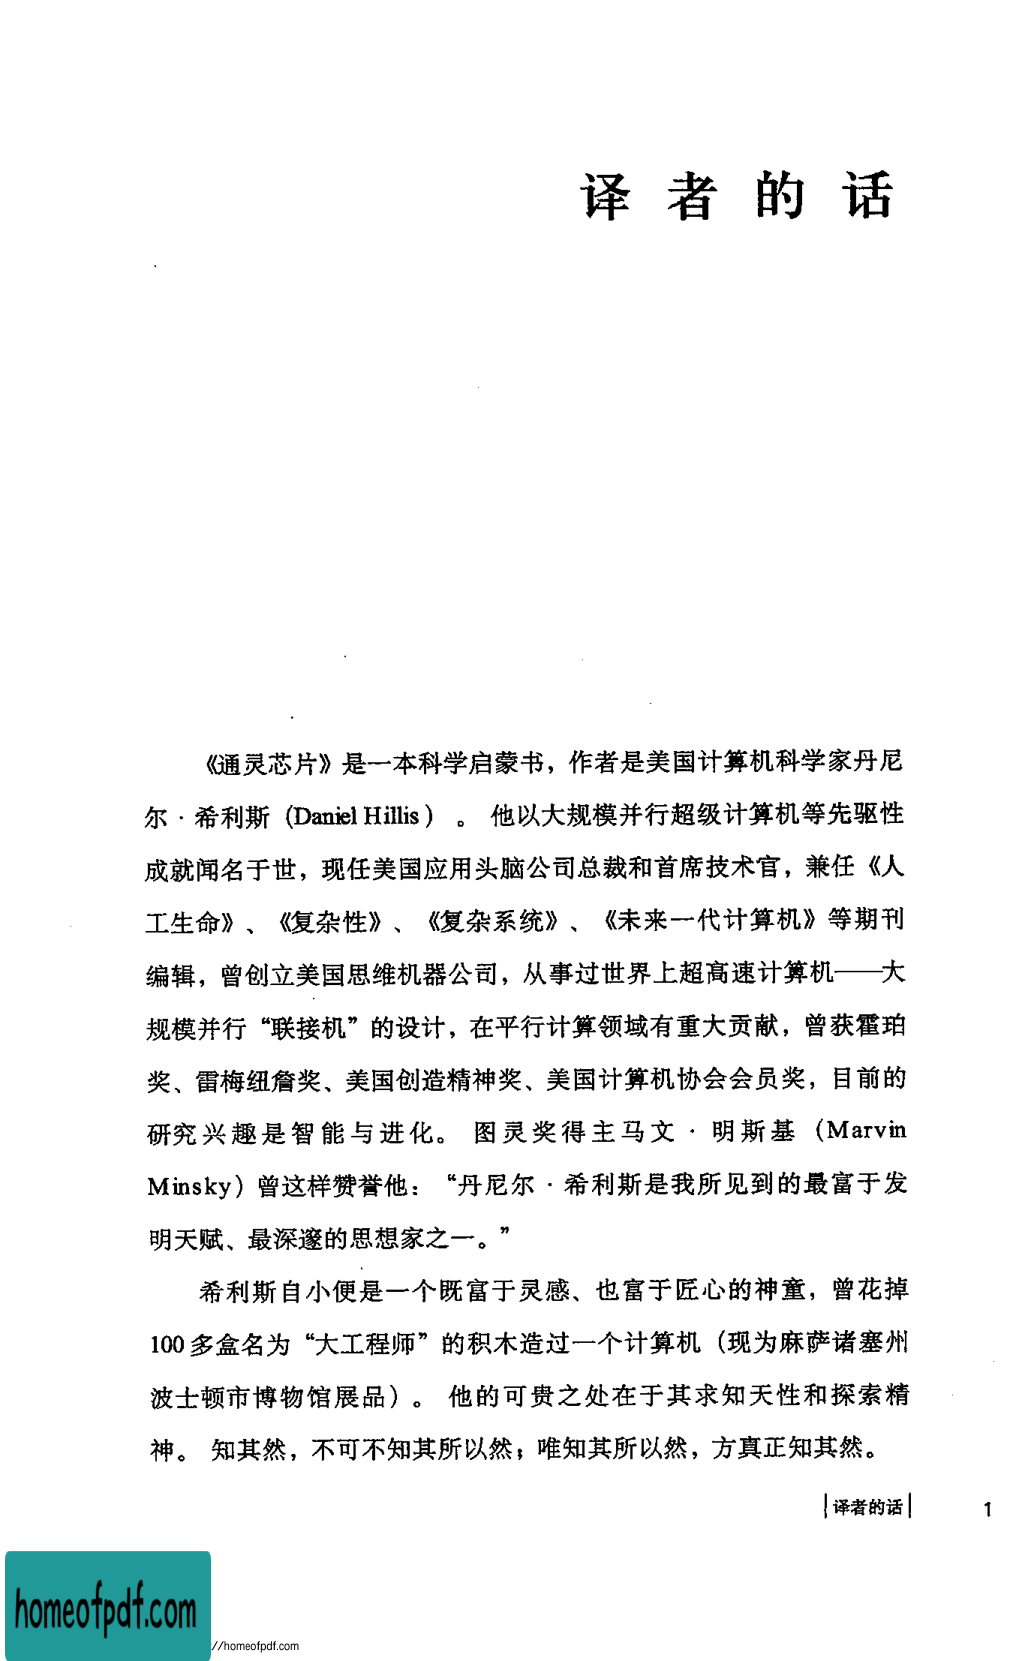 译者的话
《通灵芯片》是一本科学启蒙书，作者是美国计算机科学家丹尼
尔·希利斯（Daniel Hillis）。他以大规模并行超级计算机等先驱性
成就闻名于世，现任美国应用头脑公司总裁和首席技术官，兼任《人
工生命》、《复杂性》、《复杂系统》、《未来一代计算机》等期刊
编辑，曾创立美国思维机器公司，从事过世界上超高速计算机——大
规模并行“联接机”的设计，在平行计算领域有重大贡献，曾获霍珀
奖、雷梅纽詹奖、美国创造精神奖、美国计算机协会会员奖，目前的
研究兴趣是智能与进化。图灵奖得主马文·明斯基（Marvin
Minsky）曾这样赞誉他：“丹尼尔·希利斯是我所见到的最富于发
明天赋、最深邃的思想家之一。”
希利斯自小便是一个既富于灵感、也富于匠心的神童，曾花掉
100多盒名为“大工程师”的积木造过一个计算机（现为麻萨诸塞州
波士顿市博物馆展品）。他的可贵之处在于其求知天性和探索精
神。知其然，不可不知其所以然；唯知其所以然，方真正知其然。
|译者的话| 1
homeofpdf.com
//homeofpdf.com